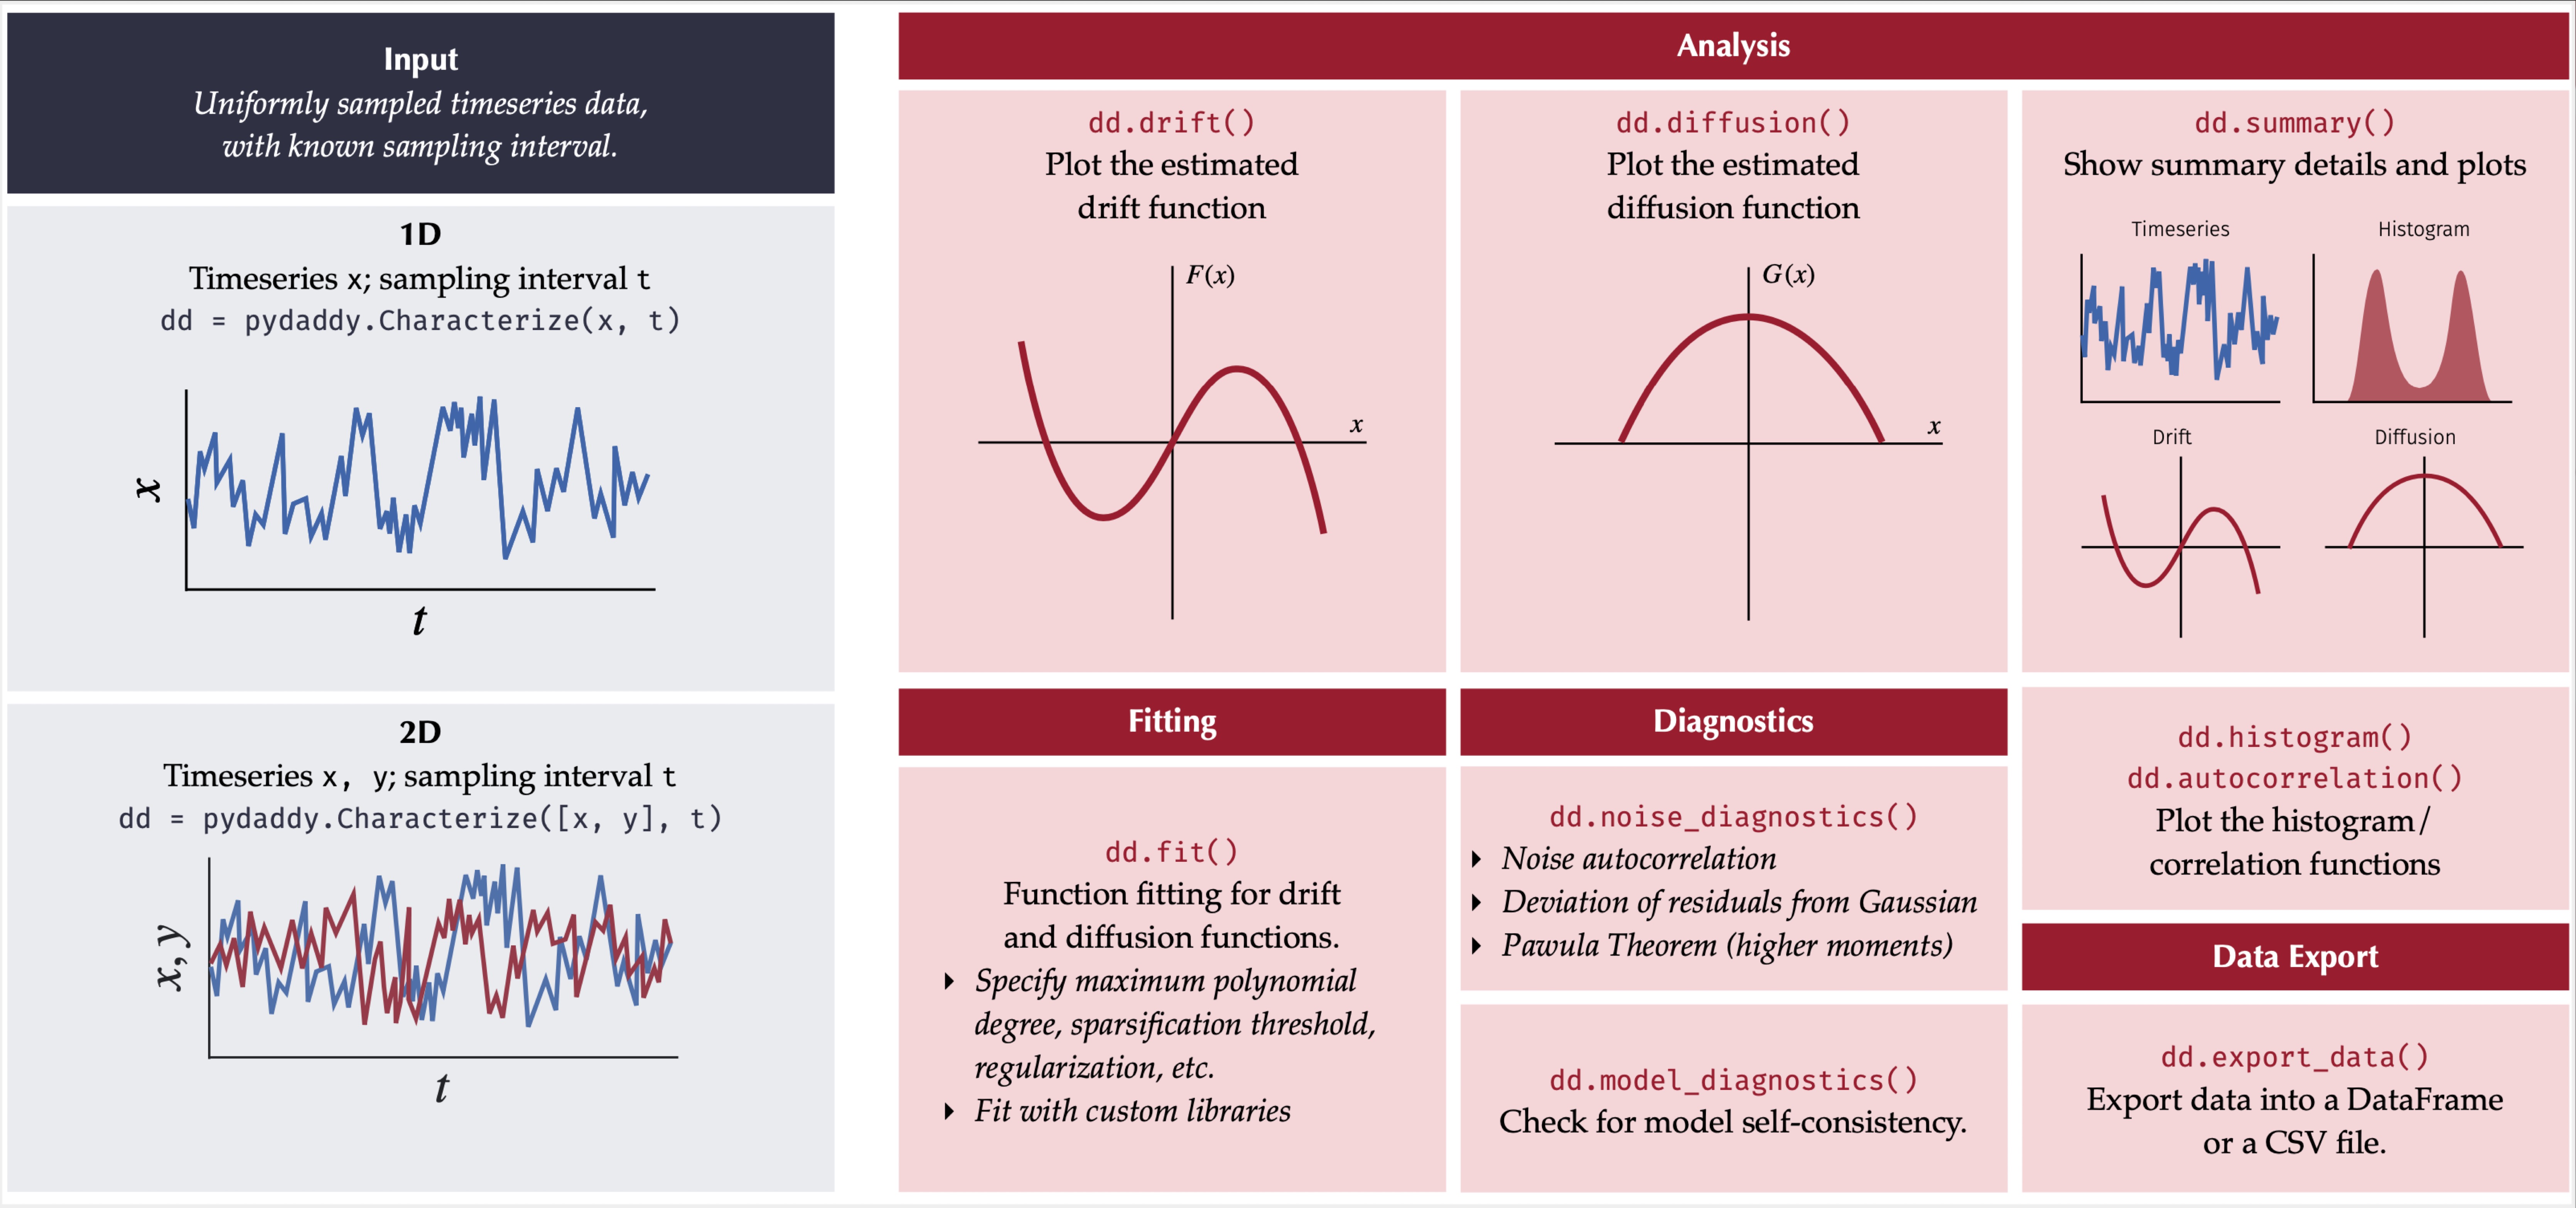 Input
Uniformly sampled timeseries data,
with known sampling interval.
1D
Timeseries x; sampling interval t
dd = pydaddy.Characterize(x, t)
x
t
2D
Timeseries x, y; sampling interval t
dd = pydaddy.Characterize([x, y], t)
x, y
t
Analysis
dd.drift()
Plot the estimated
drift function
F(x)
x
dd.diffusion()
Plot the estimated
diffusion function
G(x)
x
dd.summary()
Show summary details and plots
Timeseries
Histogram
Drift
Diffusion
Fitting
dd.fit()
Function fitting for drift
and diffusion functions.
‣ Specify maximum polynomial
degree, sparsification threshold,
regularization, etc.
‣ Fit with custom libraries
Diagnostics
dd.noise_diagnostics()
‣ Noise autocorrelation
‣ Deviation of residuals from Gaussian
‣ Pawula Theorem (higher moments)
dd.model_diagnostics()
Check for model self-consistency.
dd.histogram()
dd.autocorrelation()
Plot the histogram/
correlation functions
Data Export
dd.export_data()
Export data into a DataFrame
or a CSV file.